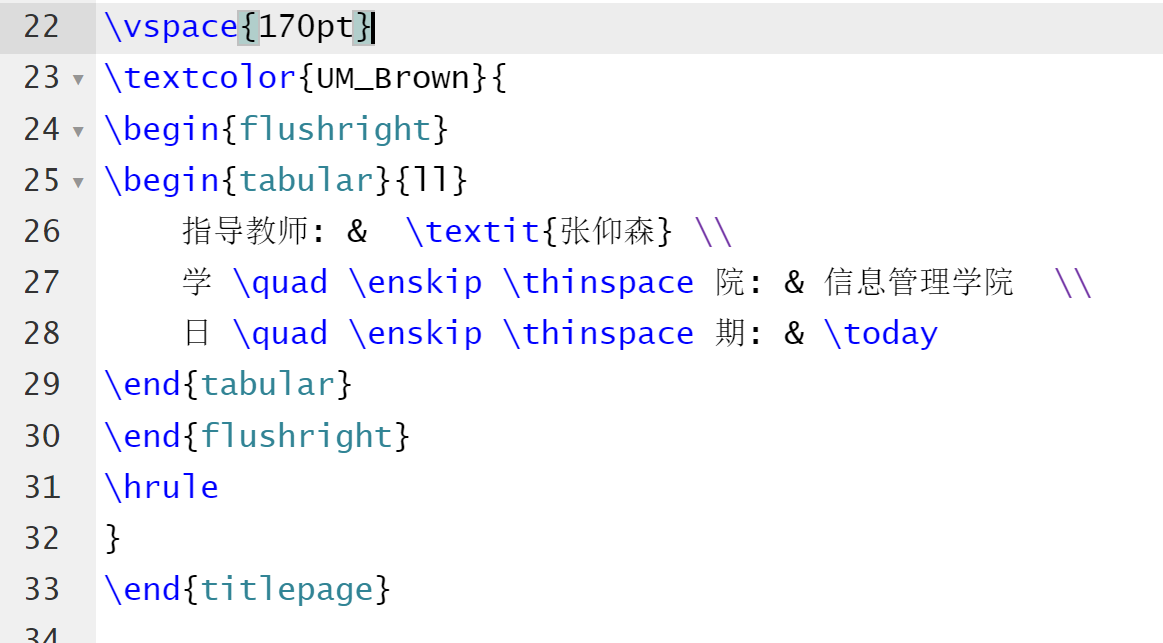 22 \vspace{170pt}
23 \textcolor{UM_Brown}{
24 \begin{flushright}
25 \begin{tabular}{ll}
26 指导教师: & \textit{张仰森} \\
27 学 \quad \enskip \thinspace 院: & 信息管理学院 \\
28 日 \quad \enskip \thinspace 期: & \today
29 \end{tabular}
30 \end{flushright}
31 \hrule
32 }
33 \end{titlepage}
34